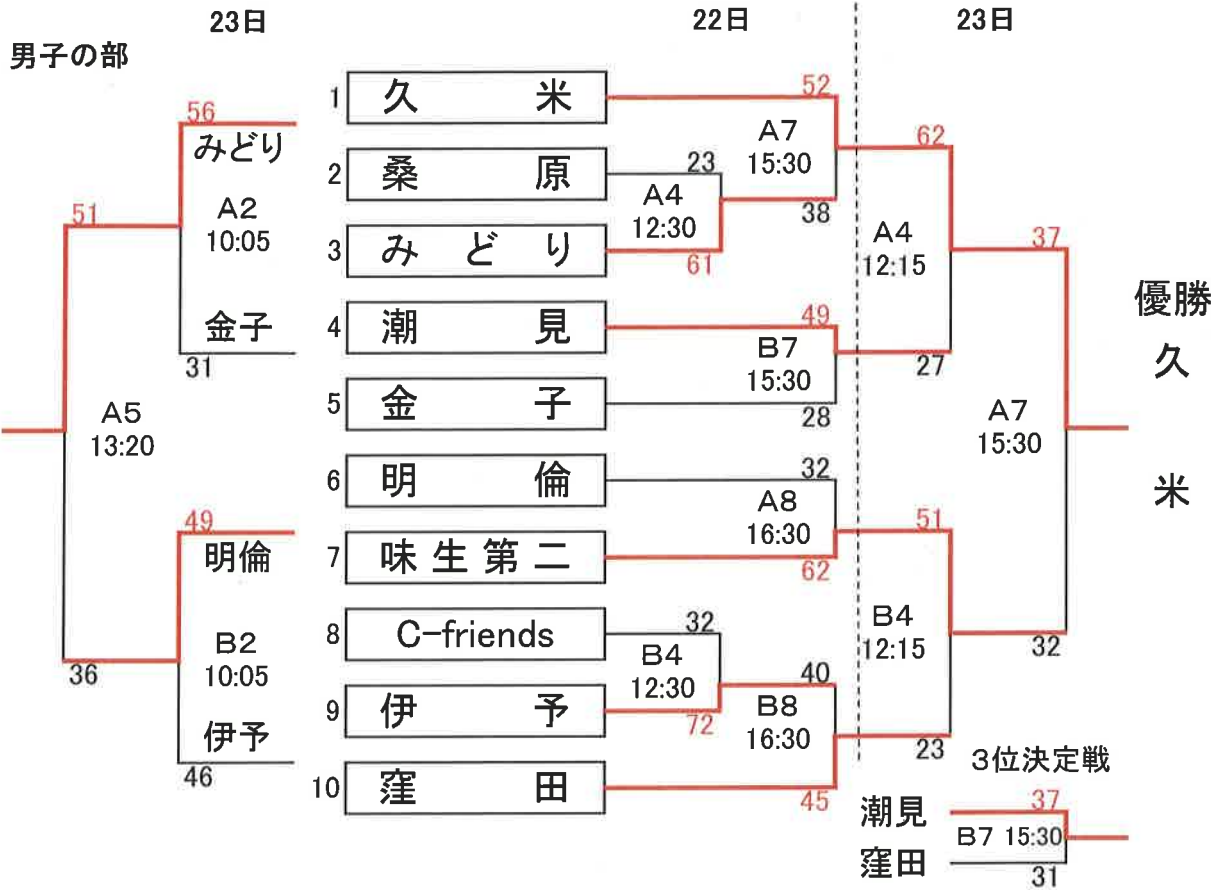 23日
22日
23日
男子の部
56
みどり
A2
10:05
金子
31
51
A5
13:20
49
明倫
B2
10:05
伊予
46
36
1 久 米
2 桑 原
3 み ど り
4 潮 見
5 金 子
6 明 倫
7 味 生 第 二
8 C-friends
9 伊 予
10 窪 田
23
A4
12:30
61
32
B4
12:30
72
52
A7
15:30
38
49
B7
15:30
28
32
A8
16:30
62
40
B8
16:30
45
62
A4
12:15
27
51
B4
12:15
23
37
A7
15:30
32
優勝
久
米
3位決定戦
潮見
37
B7 15:30
窪田
31